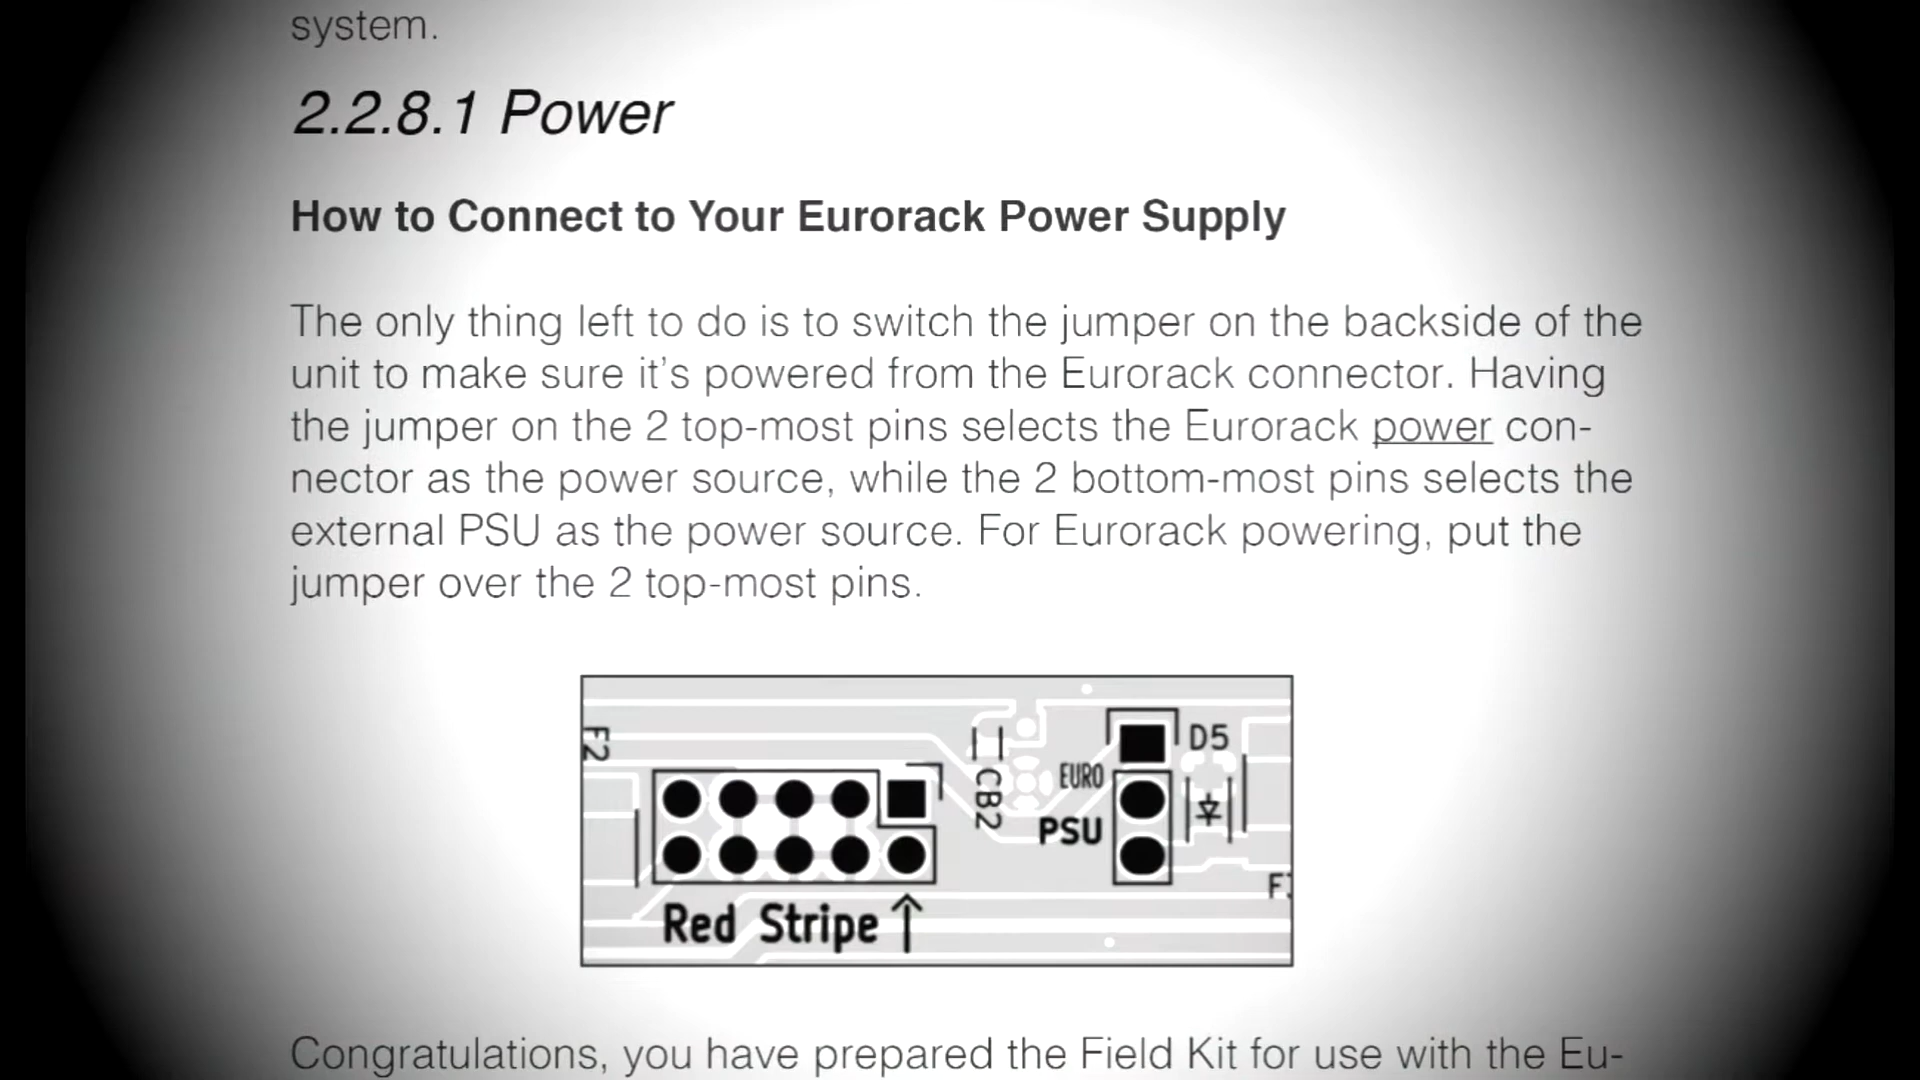 system.
2.2.8.1 Power
How to Connect to Your Eurorack Power Supply
The only thing left to do is to switch the jumper on the backside of the
unit to make sure it's powered from the Eurorack connector. Having
the jumper on the 2 top-most pins selects the Eurorack power con-
nector as the power source, while the 2 bottom-most pins selects the
external PSU as the power source. For Eurorack powering, put the
jumper over the 2 top-most pins.
F2
CB2
D5
EURO
PSU
Red Stripe
Congratulations, you have prepared the Field Kit for use with the Eu-